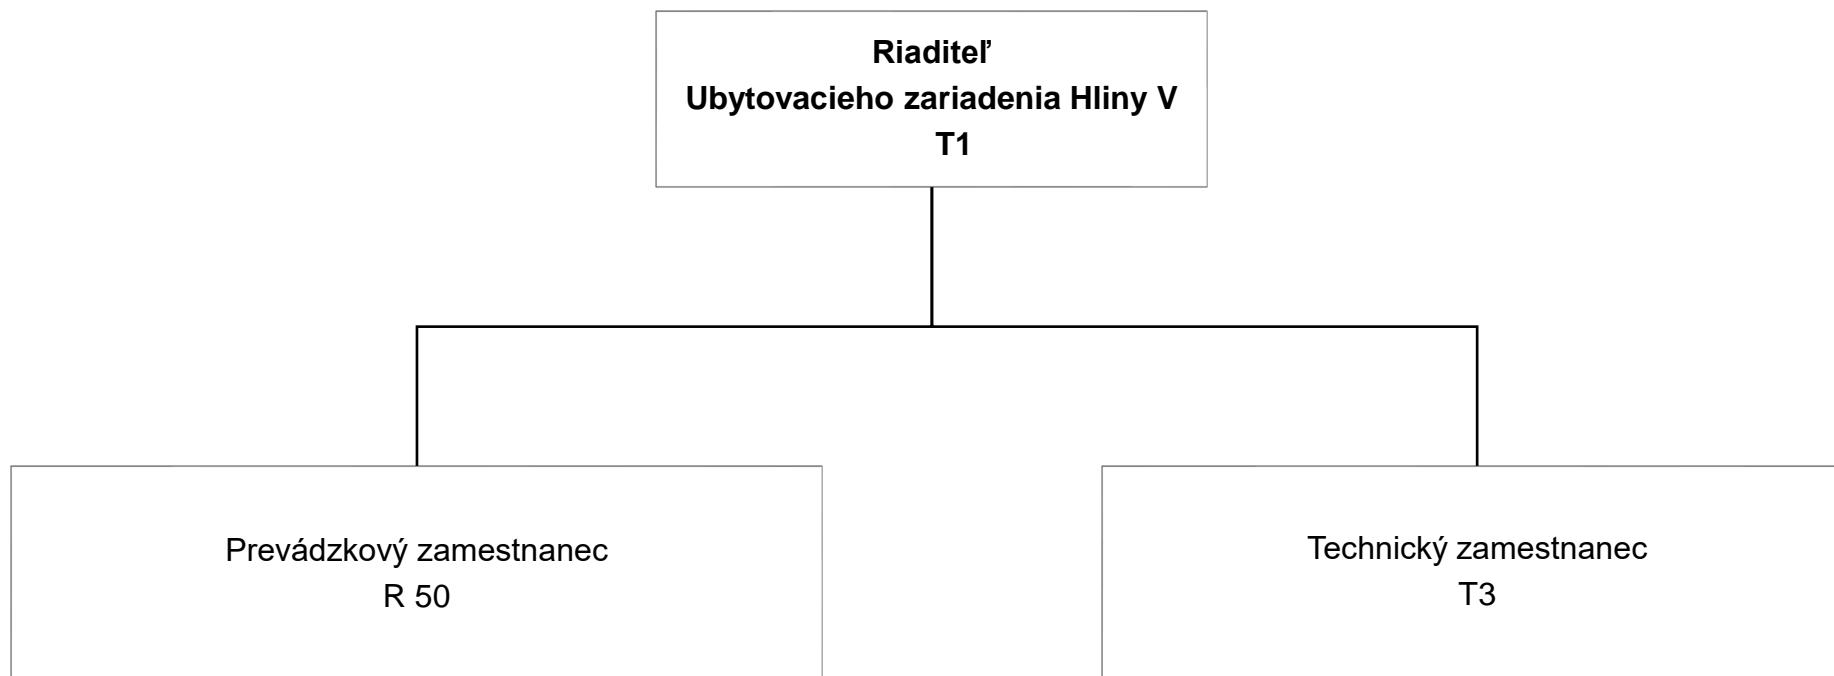 Riaditeľ
Ubytovacieho zariadenia Hliny V
T1
Prevádzkový zamestnanec
R 50
Technický zamestnanec
T3